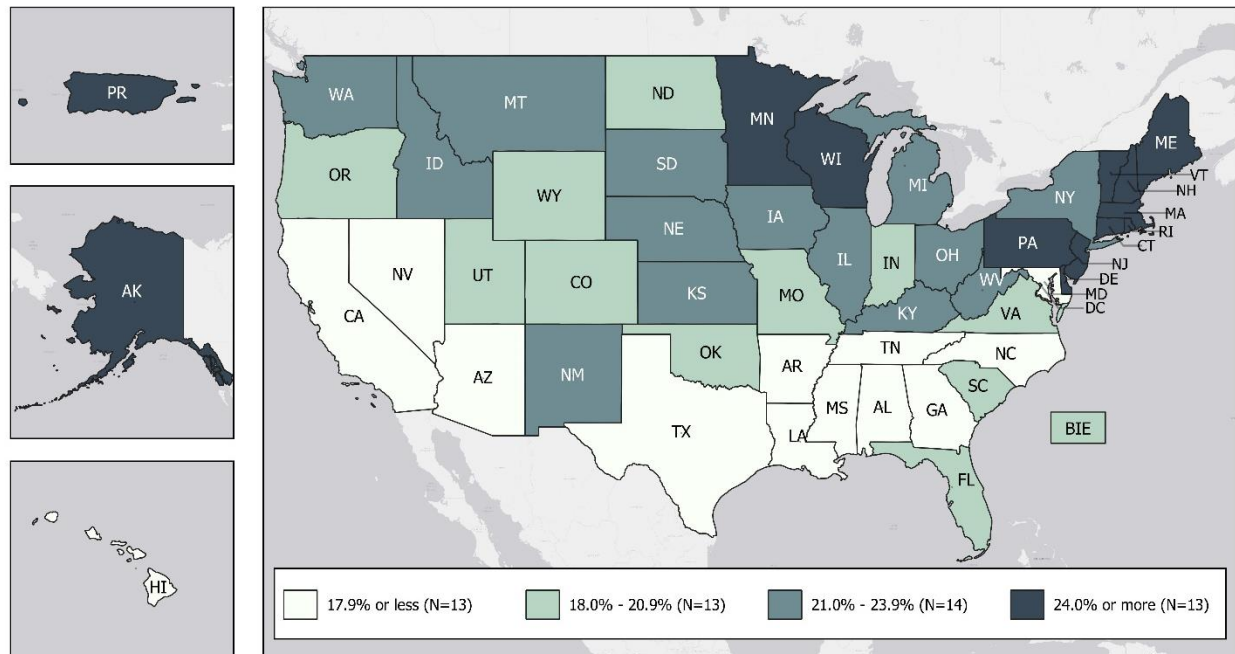 PR
AK
HI
WA
MT
ND
MN
ME
VT
NH
MA
RI
CT
NJ
DE
MD
DC
OR
ID
SD
WI
MI
NY
WY
IA
PA
NE
NV
UT
CO
IL
IN
OH
WV
VA
CA
KS
MO
KY
AZ
NM
OK
AR
TN
NC
SC
TX
LA
MS
AL
GA
FL
BIE
17.9% or less (N=13)
18.0% - 20.9% (N=13)
21.0% - 23.9% (N=14)
24.0% or more (N=13)